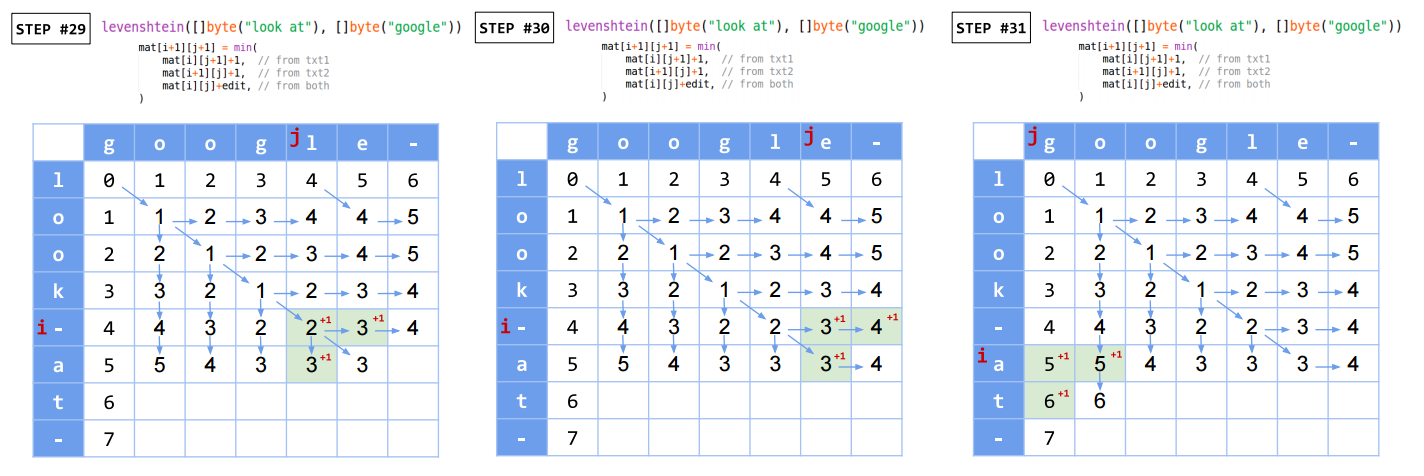 STEP #29
levenshtein([]byte("look at"), []byte("google"))
mat[i+1][j+1] = min(
mat[i][j+1]+1, // from txt1
mat[i+1][j]+1, // from txt2
mat[i][j]+edit, // from both
)
g o o g j l e -
l 0 1 2 3 4 5 6
o 1 1 2 3 4 4 5
o 2 2 1 2 3 4 5
k 3 3 2 1 2 3 4
i - 4 4 3 2 2 +1 3 +1 4
a 5 5 4 3 3 +1 3
t 6
- 7
STEP #30
levenshtein([]byte("look at"), []byte("google"))
mat[i+1][j+1] = min(
mat[i][j+1]+1, // from txt1
mat[i+1][j]+1, // from txt2
mat[i][j]+edit, // from both
)
g o o g l j e -
l 0 1 2 3 4 5 6
o 1 1 2 3 4 4 5
o 2 2 1 2 3 4 5
k 3 3 2 1 2 3 4
i - 4 4 3 2 2 3 +1 4 +1
a 5 5 4 3 3 3 +1 4
t 6
- 7
STEP #31
levenshtein([]byte("look at"), []byte("google"))
mat[i+1][j+1] = min(
mat[i][j+1]+1, // from txt1
mat[i+1][j]+1, // from txt2
mat[i][j]+edit, // from both
)
j g o o g l e -
l 0 1 2 3 4 5 6
o 1 1 2 3 4 4 5
o 2 2 1 2 3 4 5
k 3 3 2 1 2 3 4
- 4 4 3 2 2 3 4
i a 5 +1 5 +1 4 3 3 3 4
t 6 +1 6
- 7